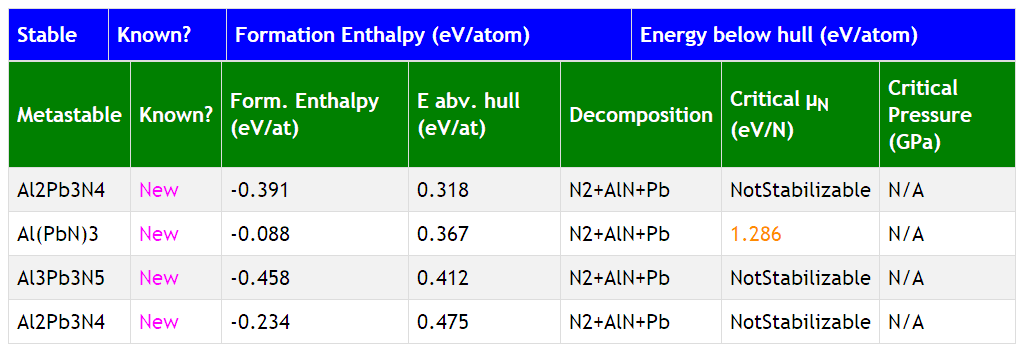 Stable Known? Formation Enthalpy (eV/atom) Energy below hull (eV/atom)
Metastable Known? Form. Enthalpy (eV/at) E abv. hull (eV/at) Decomposition Critical μN (eV/N) Critical Pressure (GPa)
Al2Pb3N4 New -0.391 0.318 N2+AlN+Pb NotStabilizable N/A
Al(PbN)3 New -0.088 0.367 N2+AlN+Pb 1.286 N/A
Al3Pb3N5 New -0.458 0.412 N2+AlN+Pb NotStabilizable N/A
Al2Pb3N4 New -0.234 0.475 N2+AlN+Pb NotStabilizable N/A